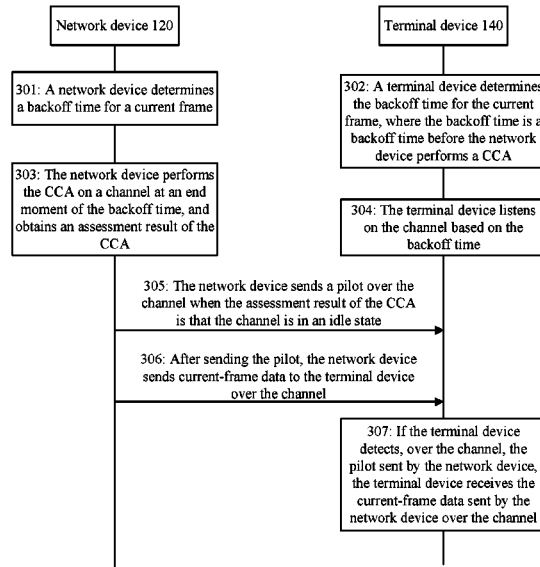 Network device 120
Terminal device 140
301: A network device determines
a backoff time for a current frame
302: A terminal device determines
the backoff time for the current
frame, where the backoff time is a
backoff time before the network
device performs a CCA
303: The network device performs
the CCA on a channel at an end
moment of the backoff time, and
obtains an assessment result of the
CCA
304: The terminal device listens
on the channel based on the
backoff time
305: The network device sends a pilot over the
channel when the assessment result of the CCA
is that the channel is in an idle state
306: After sending the pilot, the network device
sends current-frame data to the terminal device
over the channel
307: If the terminal device
detects, over the channel, the
pilot sent by the network device,
the terminal device receives the
current-frame data sent by the
network device over the channel